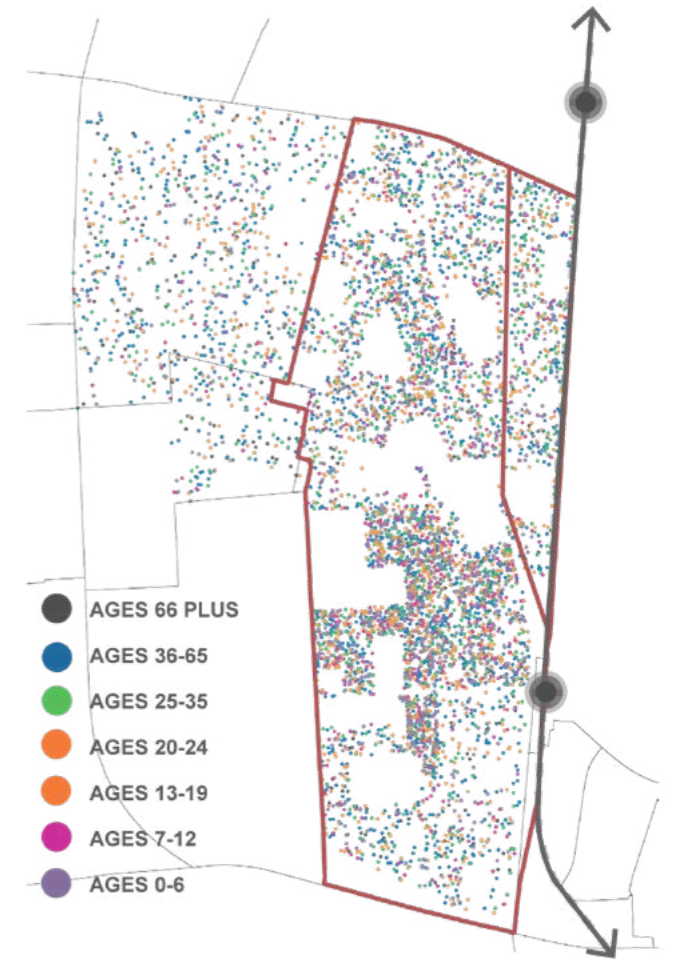 AGES 66 PLUS
AGES 36-65
AGES 25-35
AGES 20-24
AGES 13-19
AGES 7-12
AGES 0-6